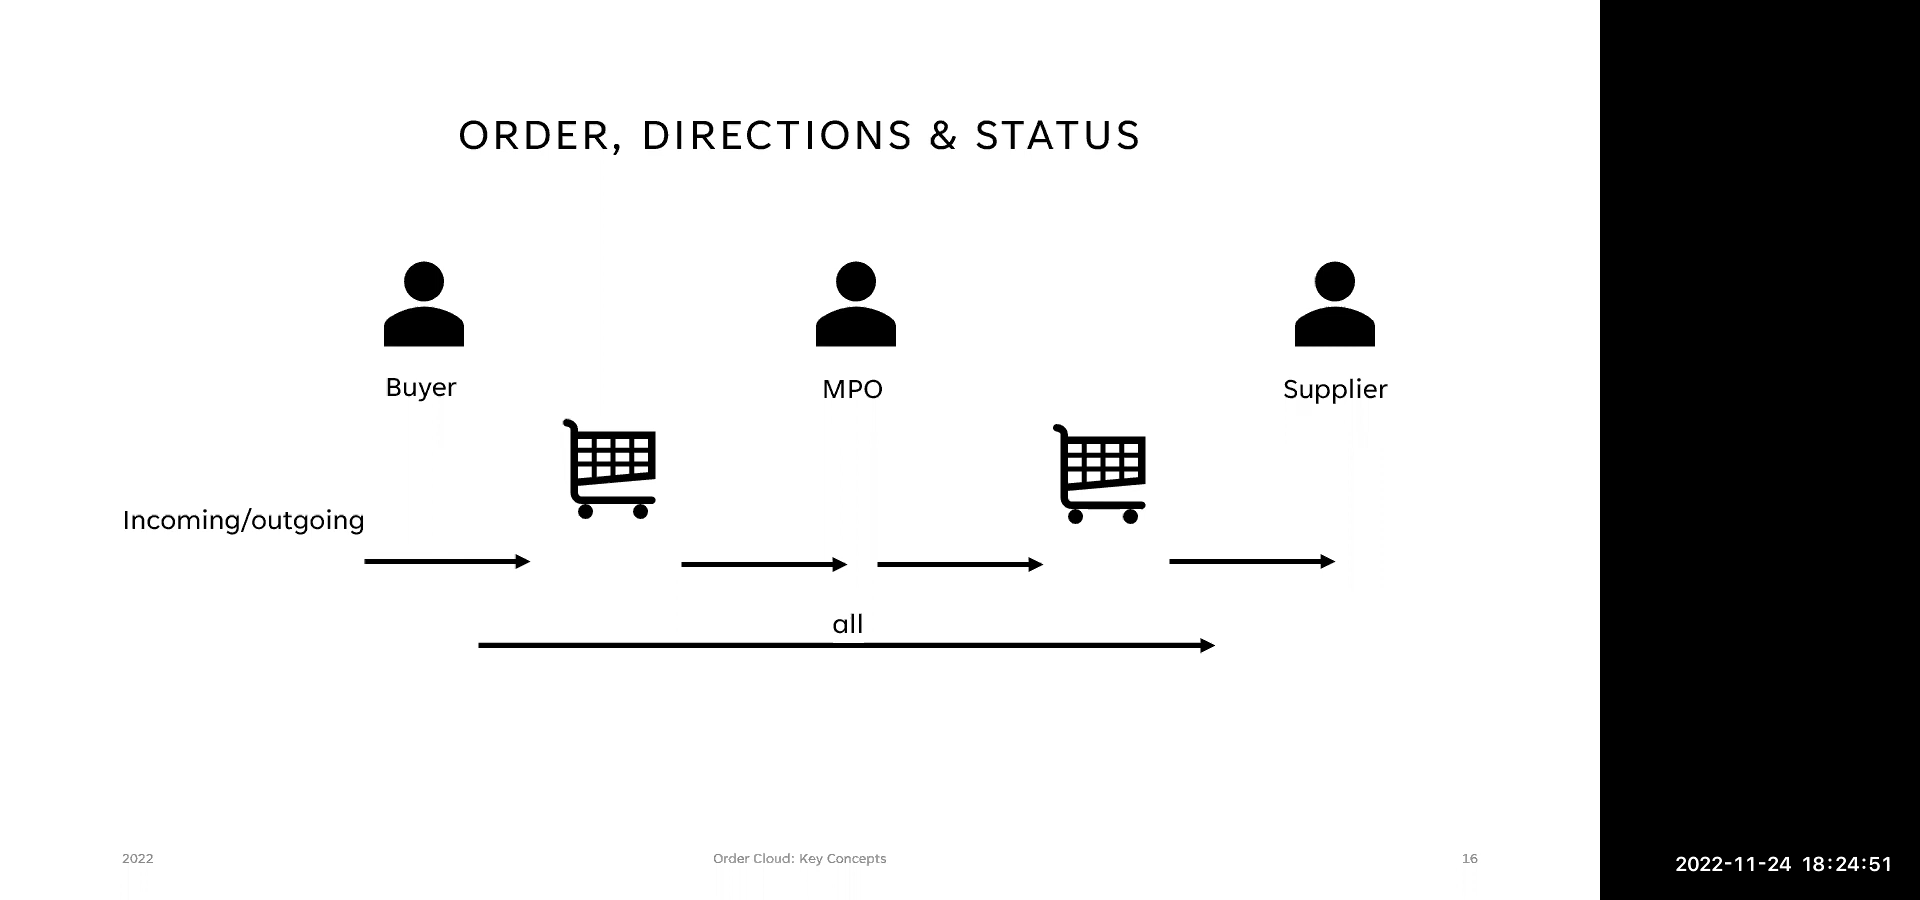 ORDER, DIRECTIONS & STATUS
Buyer
MPO
Supplier
Incoming/outgoing
all
2022
Order Cloud: Key Concepts
16
2022-11-24 18:24:51